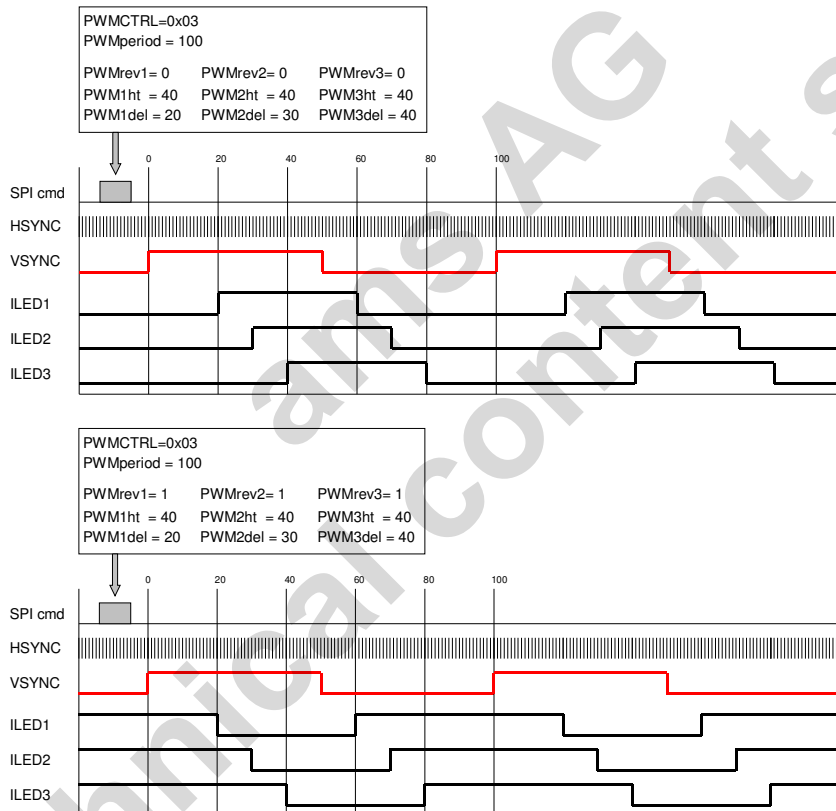 PWMCTRL=0x03
PWMperiod = 100
PWMrev1= 0 PWMrev2= 0 PWMrev3= 0
PWM1ht = 40 PWM2ht = 40 PWM3ht = 40
PWM1del = 20 PWM2del = 30 PWM3del = 40
0 20 40 60 80 100
SPI cmd
HSYNC
VSYNC
ILED1
ILED2
ILED3
PWMCTRL=0x03
PWMperiod = 100
PWMrev1= 1 PWMrev2= 1 PWMrev3= 1
PWM1ht = 40 PWM2ht = 40 PWM3ht = 40
PWM1del = 20 PWM2del = 30 PWM3del = 40
0 20 40 60 80 100
SPI cmd
HSYNC
VSYNC
ILED1
ILED2
ILED3
ams AG
content